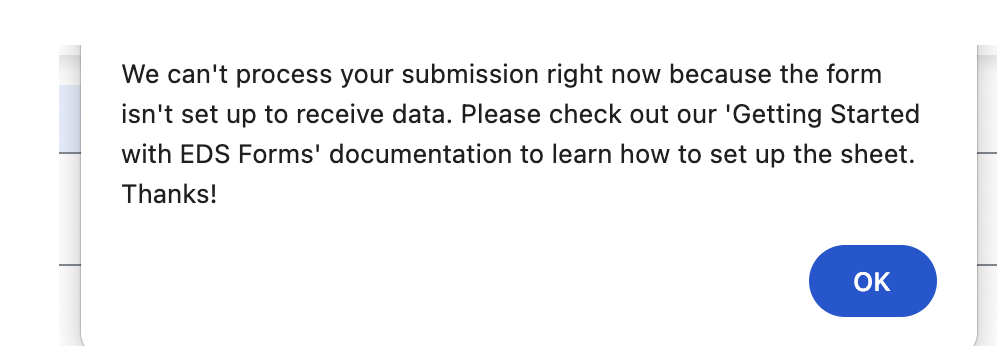 We can't process your submission right now because the form
isn't set up to receive data. Please check out our 'Getting Started
with EDS Forms' documentation to learn how to set up the sheet.
Thanks!
OK